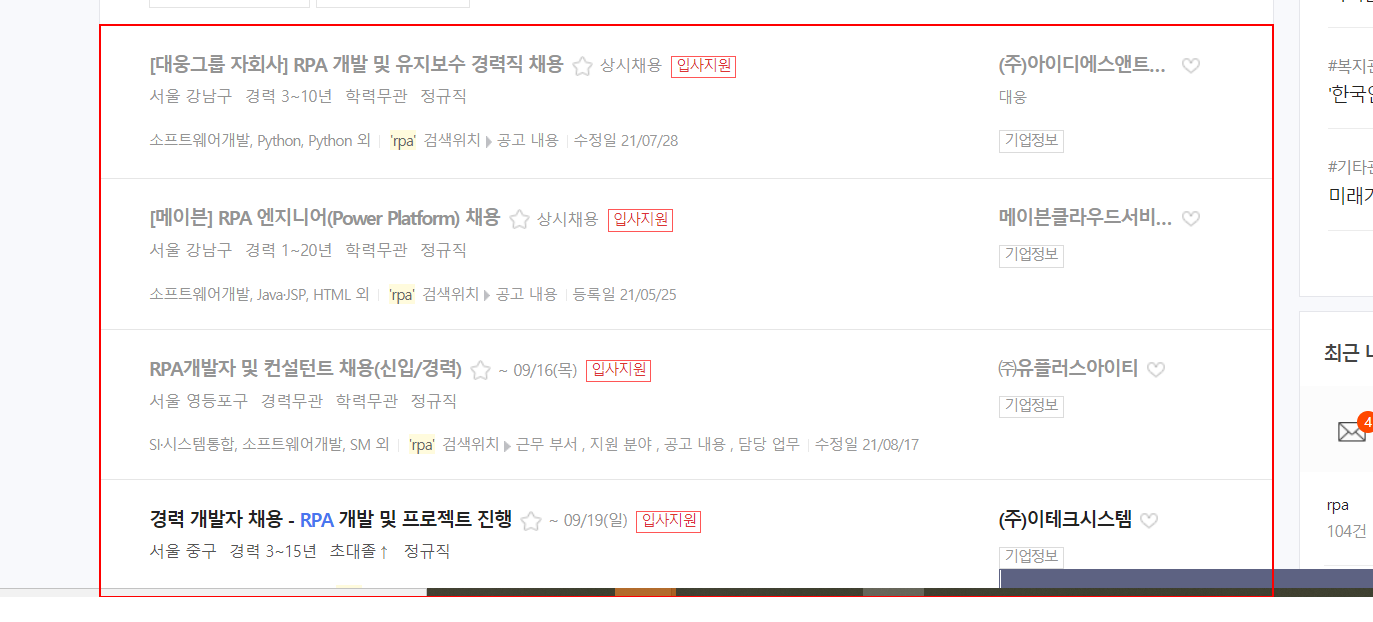 [대웅그룹 자회사] RPA 개발 및 유지보수 경력직 채용 상시채용 입사지원
(주)아이디에스앤트...
서울 강남구 경력 3~10년 학력무관 정규직
대웅
소프트웨어개발, Python, Python 외 'rpa' 검색위치 공고 내용 수정일 21/07/28
기업정보
[메이븐] RPA 엔지니어(Power Platform) 채용 상시채용 입사지원
메이븐클라우드서비...
서울 강남구 경력 1~20년 학력무관 정규직
기업정보
소프트웨어개발, Java·JSP, HTML 외 'rpa' 검색위치 공고 내용 등록일 21/05/25
RPA개발자 및 컨설턴트 채용(신입/경력) ~ 09/16(목) 입사지원
㈜유플러스아이티
서울 영등포구 경력무관 학력무관 정규직
기업정보
SI·시스템통합, 소프트웨어개발, SM 외 'rpa' 검색위치 근무 부서 , 지원 분야 , 공고 내용 , 담당 업무 수정일 21/08/17
경력 개발자 채용 - RPA 개발 및 프로젝트 진행 ~ 09/19(일) 입사지원
(주)이테크시스템
서울 중구 경력 3~15년 초대졸↑ 정규직
기업정보
#복지
'한국
#기타
미래
최근
4
rpa
104건